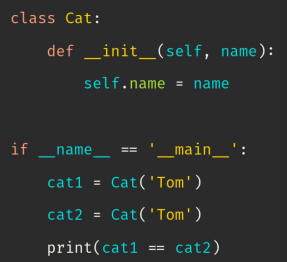 class Cat:
    def __init__(self, name):
        self.name = name

if __name__ == '__main__':
    cat1 = Cat('Tom')
    cat2 = Cat('Tom')
    print(cat1 == cat2)